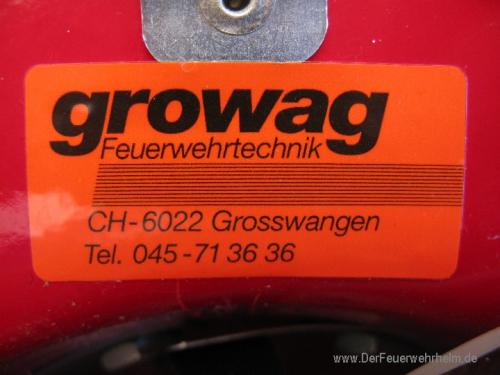 growag
Feuerwehrtechnik
CH-6022 Grosswangen
Tel. 045-71 36 36
www.DerFeuerwehrhelm.de